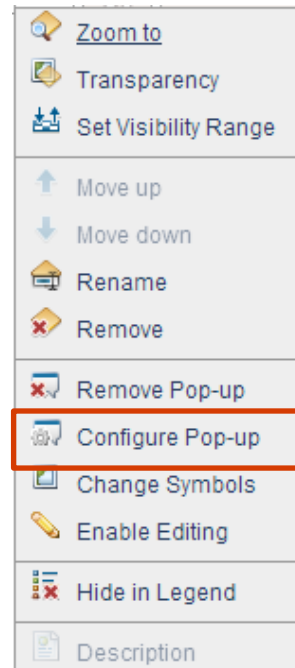 Zoom to
Transparency
Set Visibility Range
Move up
Move down
Rename
Remove
Remove Pop-up
Configure Pop-up
Change Symbols
Enable Editing
Hide in Legend
Description